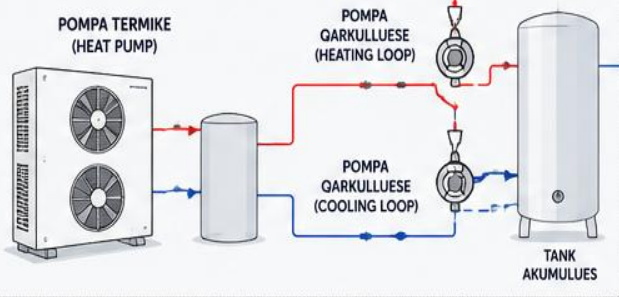 POMPA TERMIKE
(HEAT PUMP)
POMPA
QARKULLUESE
(HEATING LOOP)
POMPA
QARKULLUESE
(COOLING LOOP)
TANK
AKUMULUES